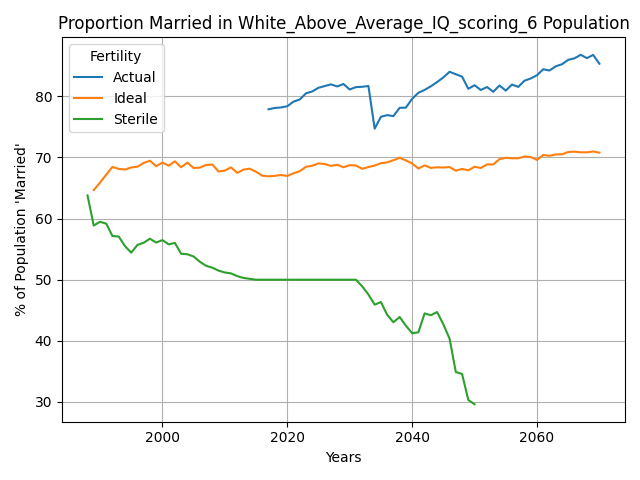 Proportion Married in White_Above_Average_IQ_scoring_6 Population
Fertility
Actual
Ideal
Sterile
% of Population 'Married'
80
70
60
50
40
30
2000
2020
2040
2060
Years